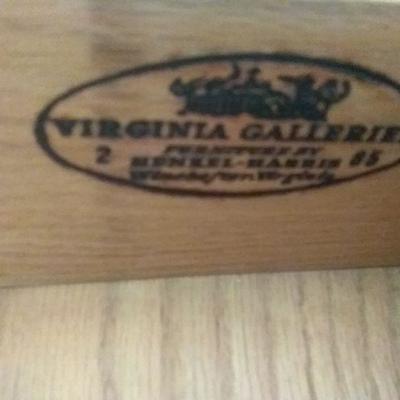 VIRGINIA GALLERIE
2 FURNITURE BY 85
HENKEL-HARRIS
Winchester, Virginia